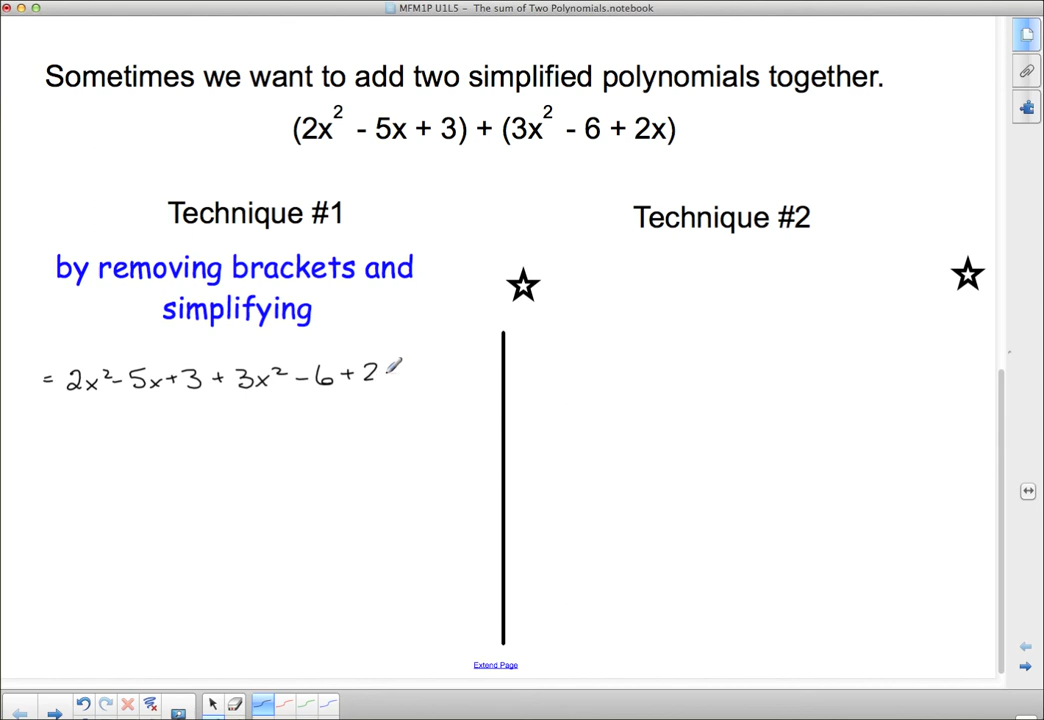 MFM1P U1L5 – The sum of Two Polynomials.notebook
Sometimes we want to add two simplified polynomials together.
(2x² - 5x + 3) + (3x² - 6 + 2x)
Technique #1
Technique #2
by removing brackets and
simplifying
= 2x² - 5x + 3 + 3x² - 6 + 2
Extend Page